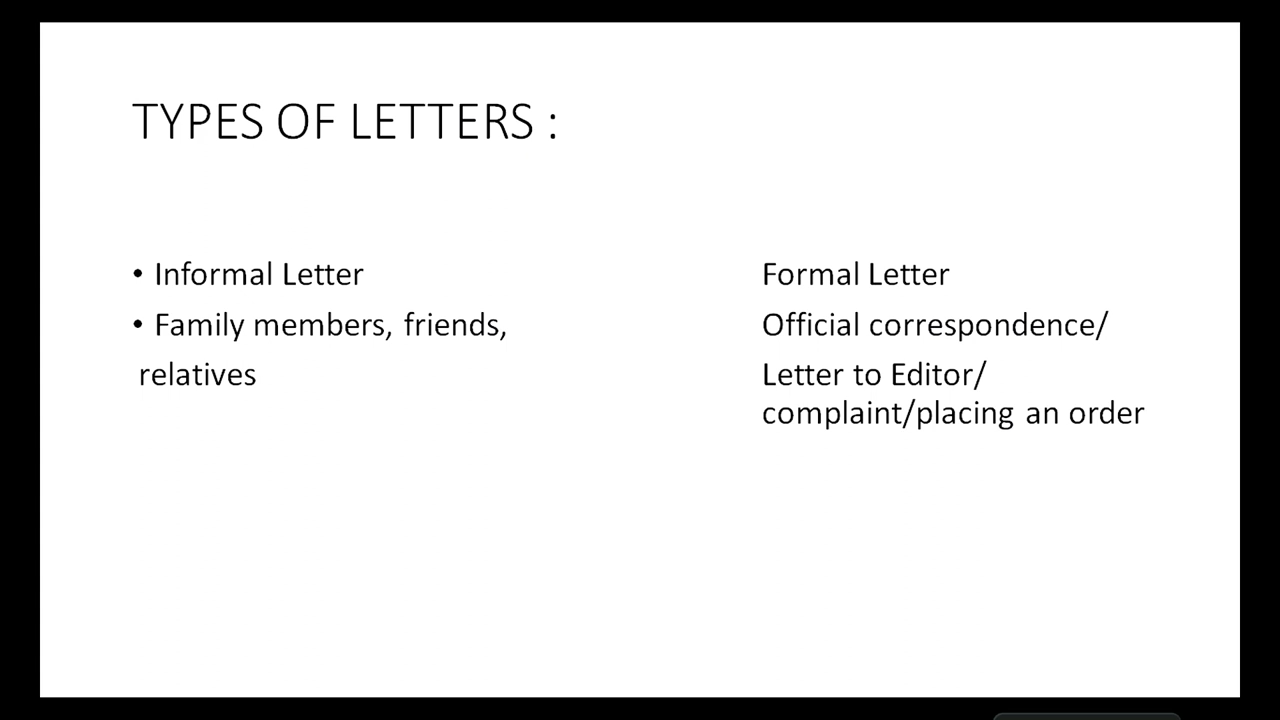 TYPES OF LETTERS :
• Informal Letter
• Family members, friends,
relatives
Formal Letter
Official correspondence/
Letter to Editor/
complaint/placing an order